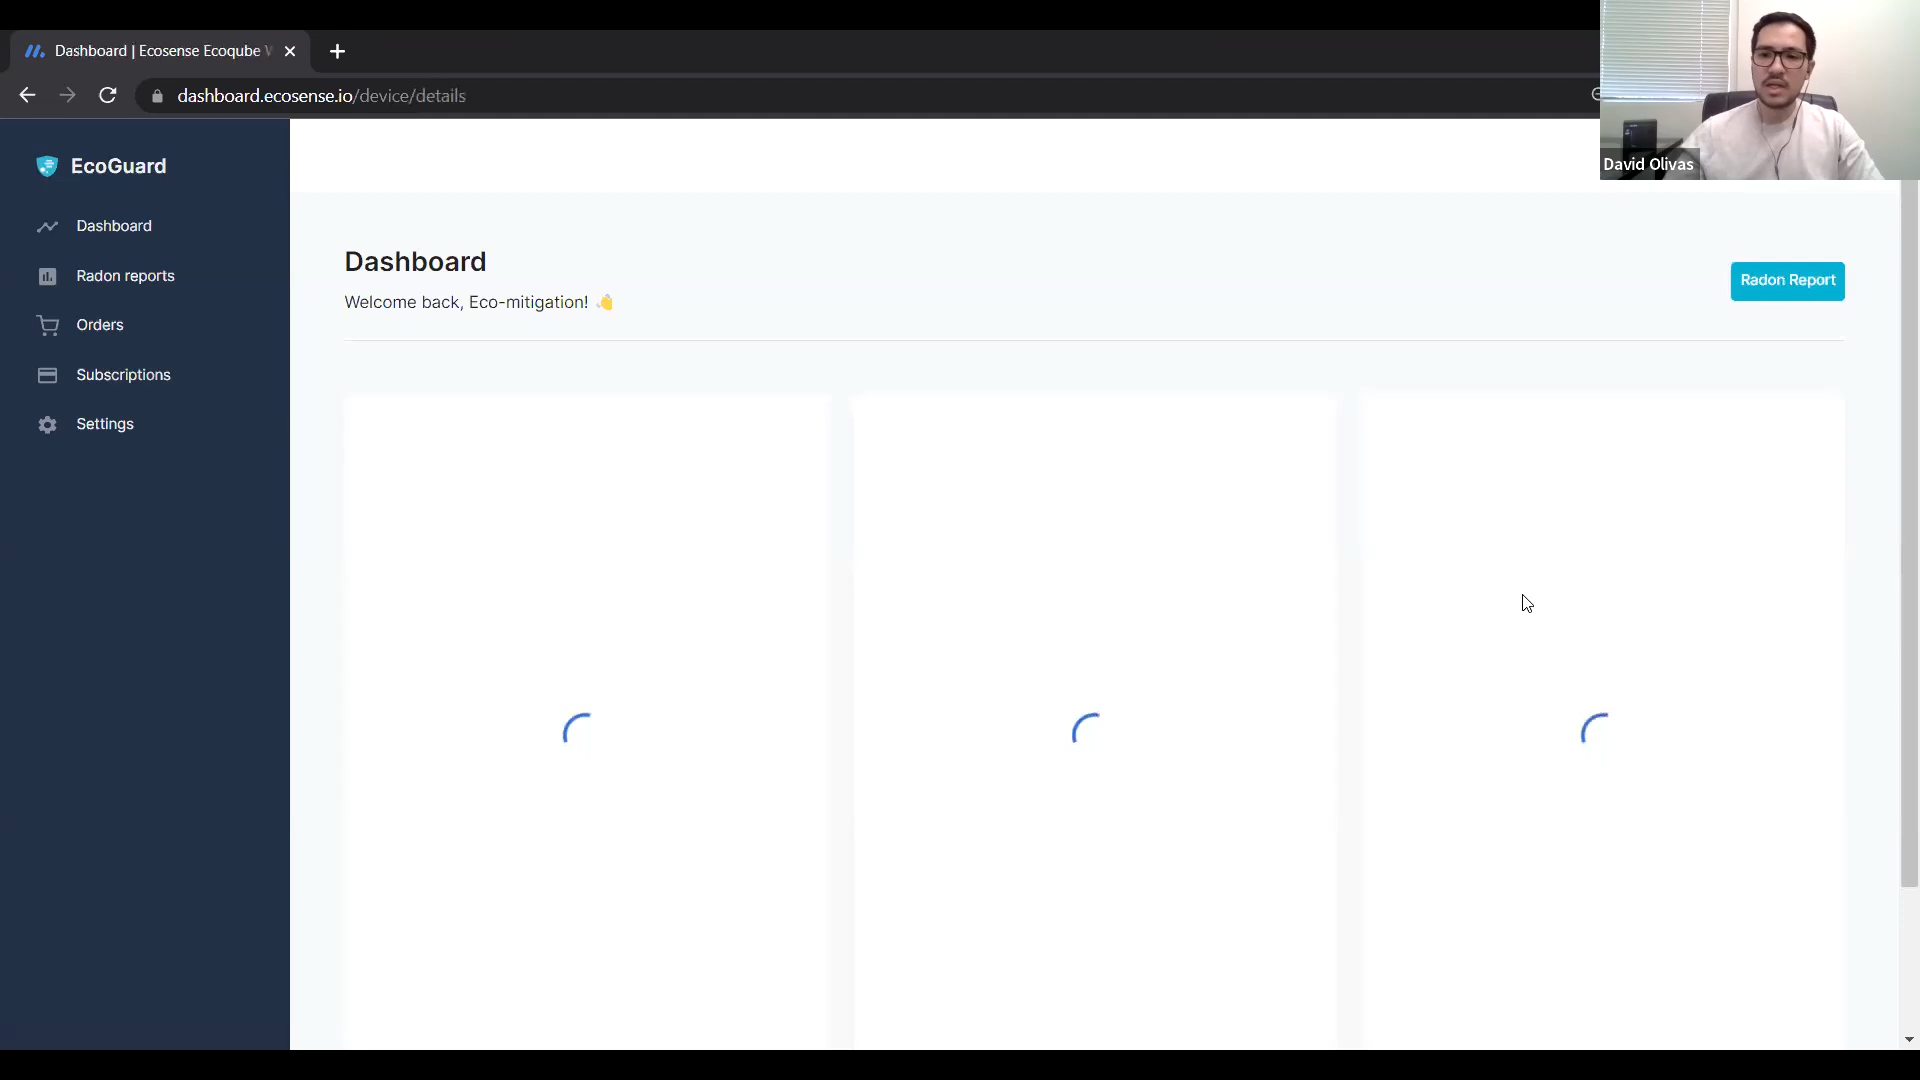 Dashboard | Ecosense Ecoqube
dashboard.ecosense.io/device/details
David Olivas
EcoGuard
Dashboard
Radon reports
Orders
Subscriptions
Settings
Dashboard
Welcome back, Eco-mitigation! 👋
Radon Report